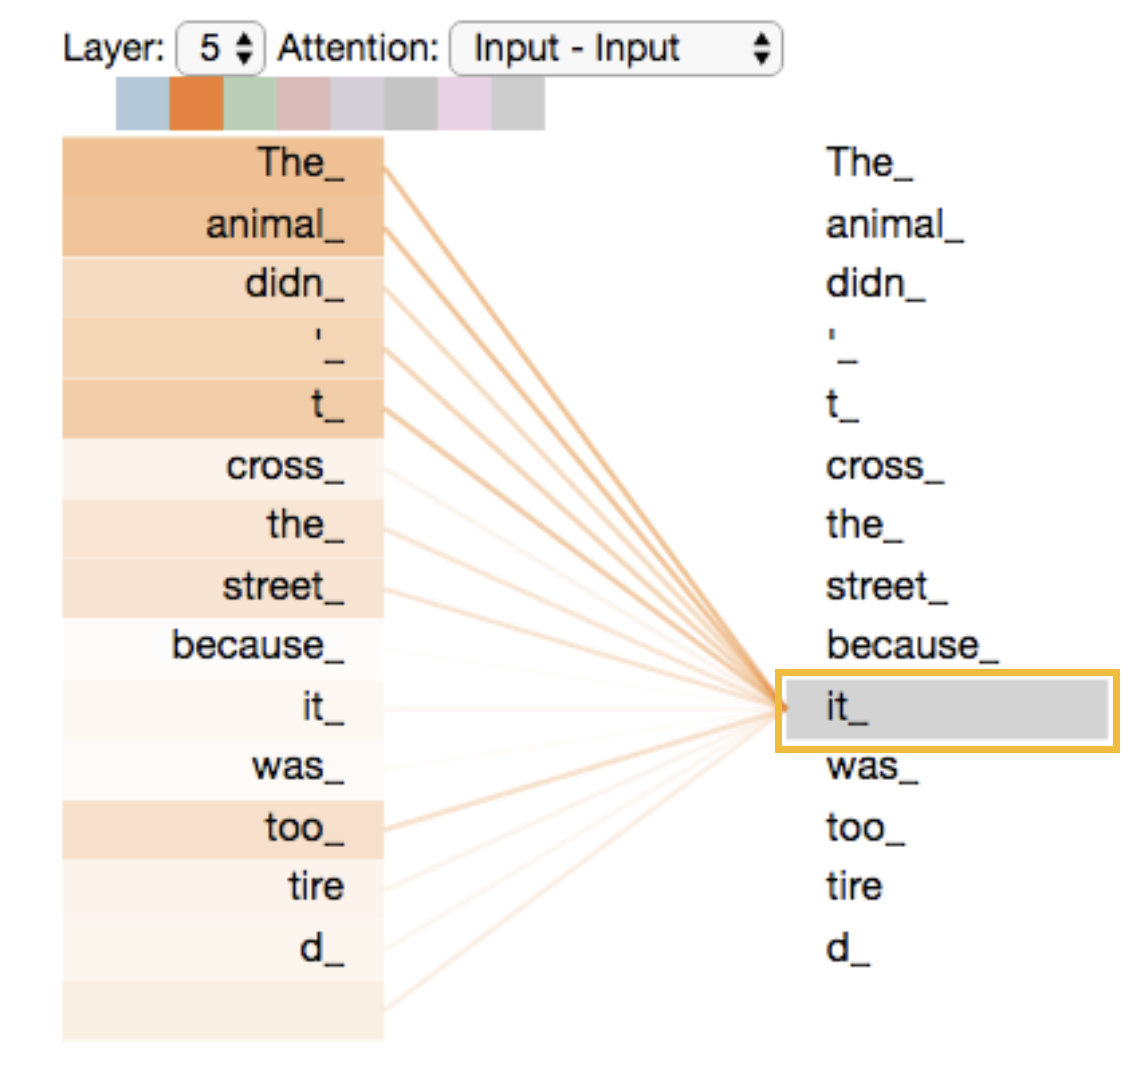 Layer: 5 Attention: Input - Input
The_ The_
animal_ animal_
didn_ didn_
'_ '_
t_ t_
cross_ cross_
the_ the_
street_ street_
because_ because_
it_ it_
was_ was_
too_ too_
tire tire
d_ d_